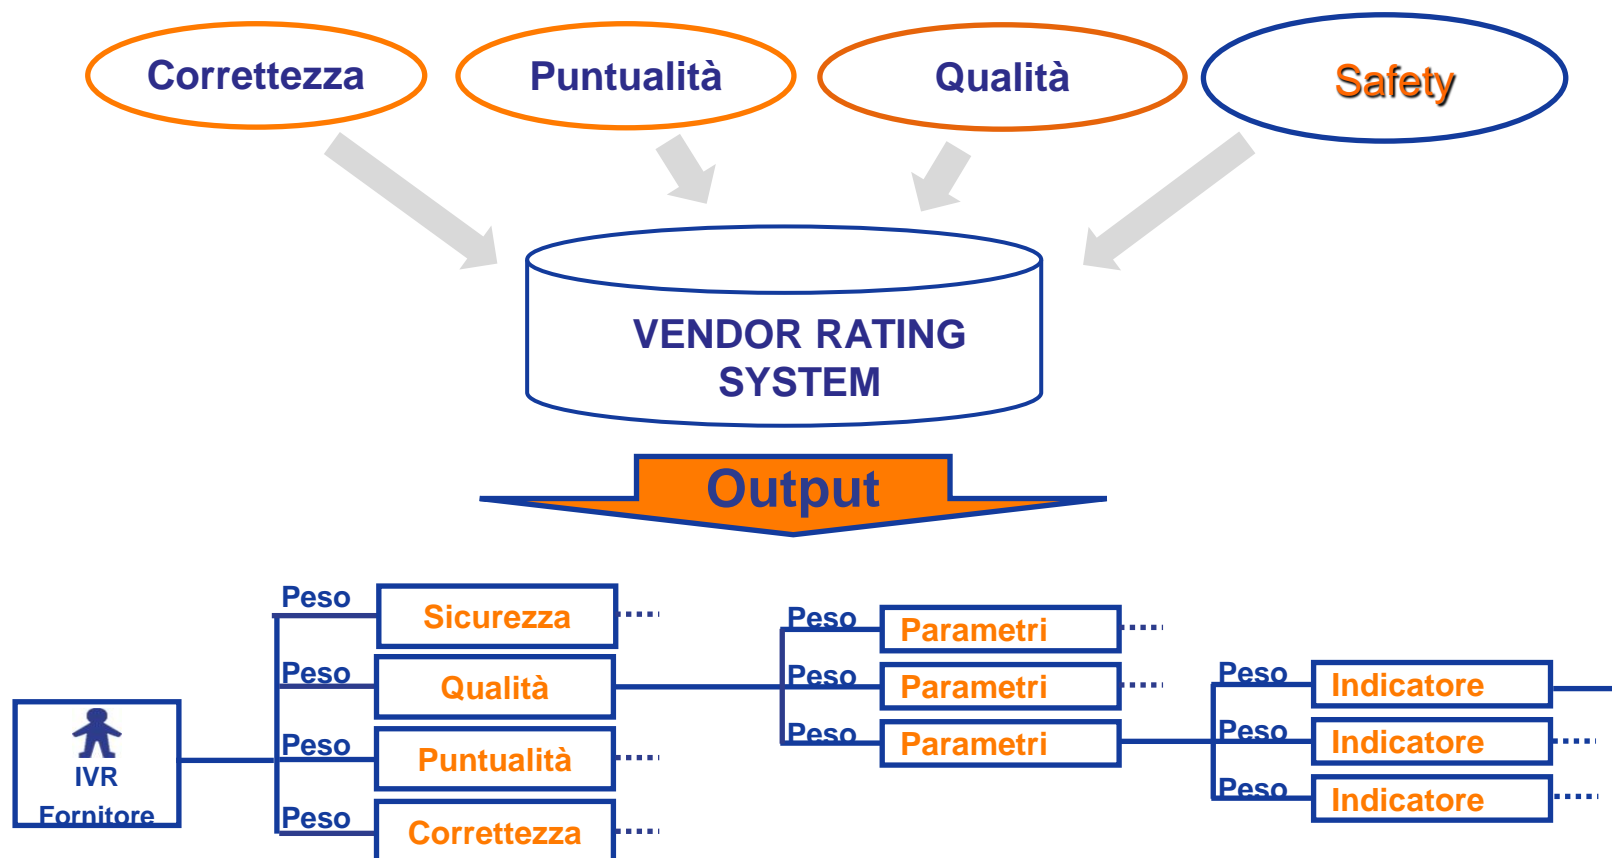 Correttezza
Puntualità
Qualità
Safety
VENDOR RATING
SYSTEM
Output
Peso
Sicurezza
Peso
Qualità
Peso
Puntualità
Peso
Correttezza
IVR
Fornitore
Peso
Parametri
Peso
Parametri
Peso
Parametri
Peso
Indicatore
Peso
Indicatore
Peso
Indicatore